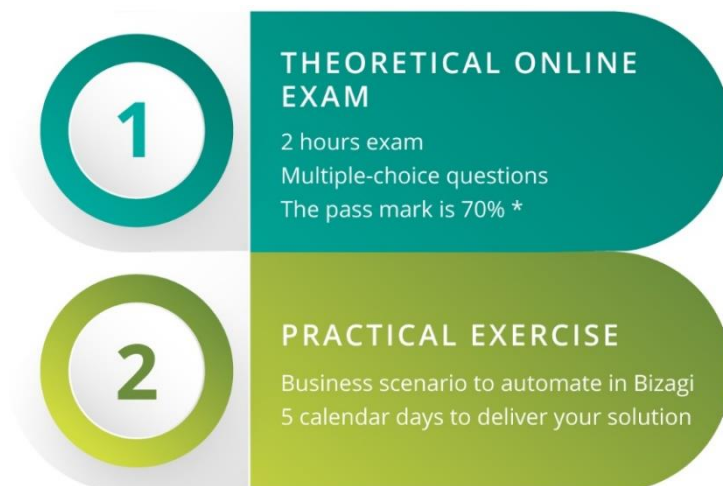 1
THEORETICAL ONLINE
EXAM
2 hours exam
Multiple-choice questions
The pass mark is 70% *
2
PRACTICAL EXERCISE
Business scenario to automate in Bizagi
5 calendar days to deliver your solution